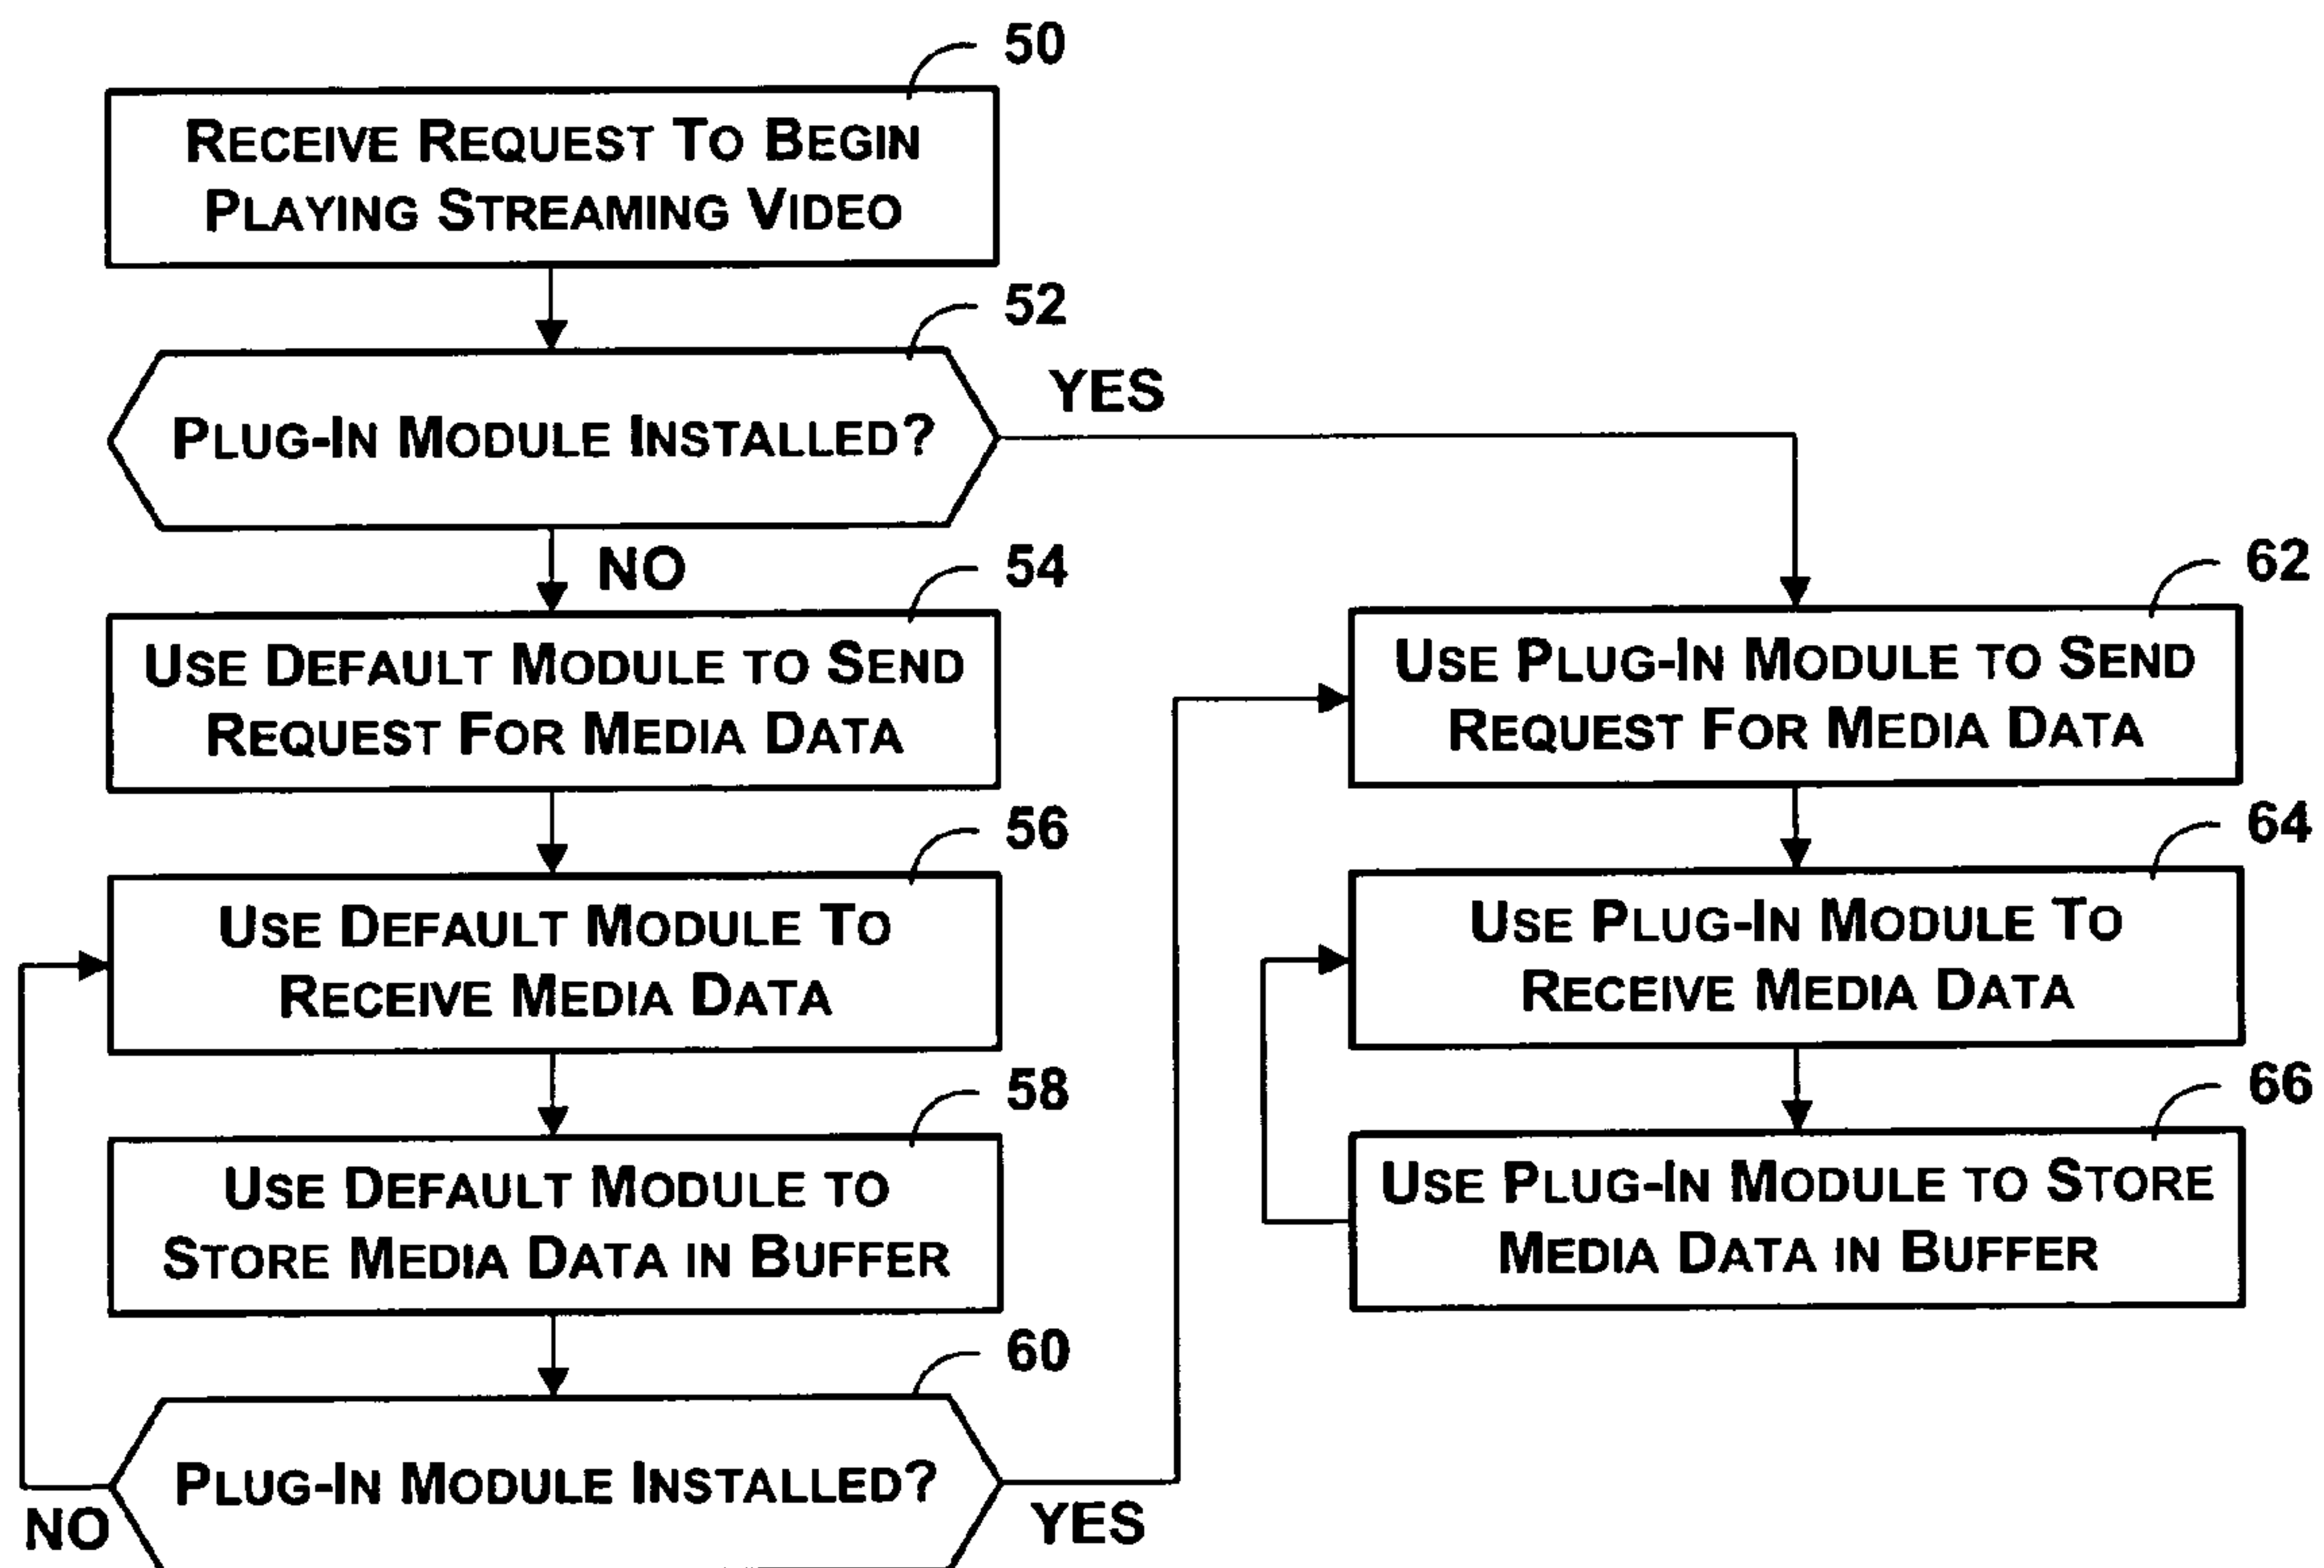 50
RECEIVE REQUEST TO BEGIN
PLAYING STREAMING VIDEO
52
PLUG-IN MODULE INSTALLED?
YES
NO
54
USE DEFAULT MODULE TO SEND
REQUEST FOR MEDIA DATA
56
USE DEFAULT MODULE TO
RECEIVE MEDIA DATA
58
USE DEFAULT MODULE TO
STORE MEDIA DATA IN BUFFER
60
PLUG-IN MODULE INSTALLED?
NO
YES
62
USE PLUG-IN MODULE TO SEND
REQUEST FOR MEDIA DATA
64
USE PLUG-IN MODULE TO
RECEIVE MEDIA DATA
66
USE PLUG-IN MODULE TO STORE
MEDIA DATA IN BUFFER